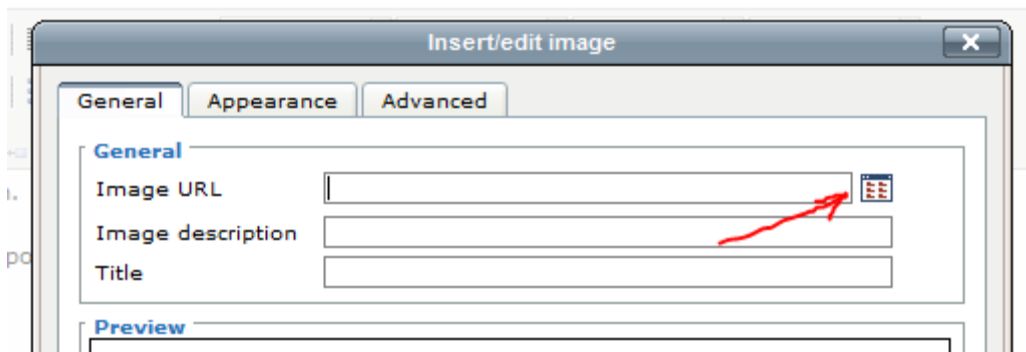 Insert/edit image
General Appearance Advanced
General
Image URL
Image description
Title
Preview